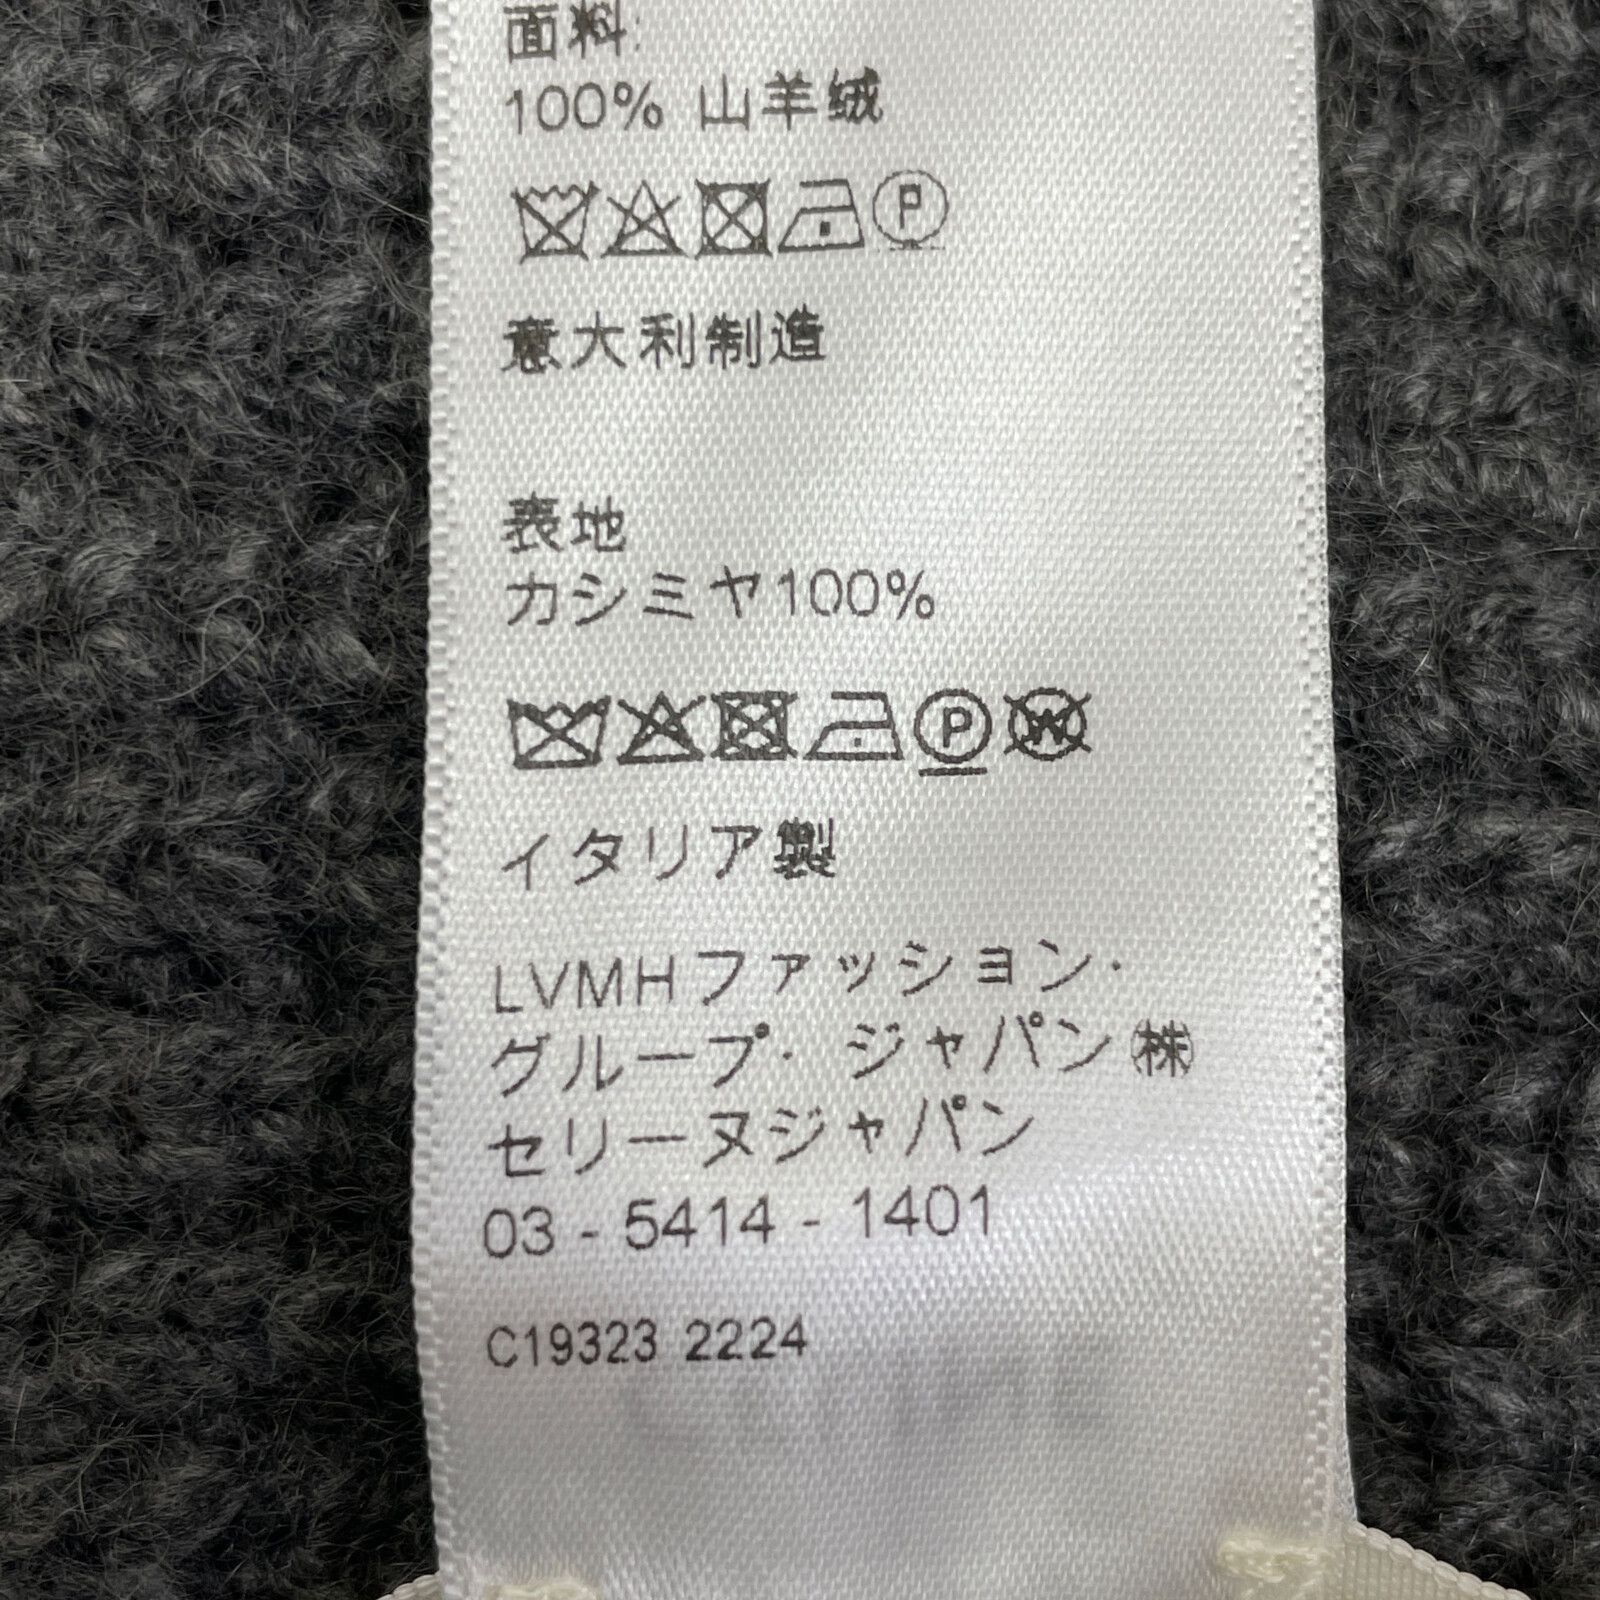 面料:
100% 山羊绒
P
意大利制造
表地
カシミヤ100%
P W
イタリア製
LVMHファッション・
グループ・ジャパン㈱
セリーヌジャパン
03 - 5414 - 1401
C19323 2224